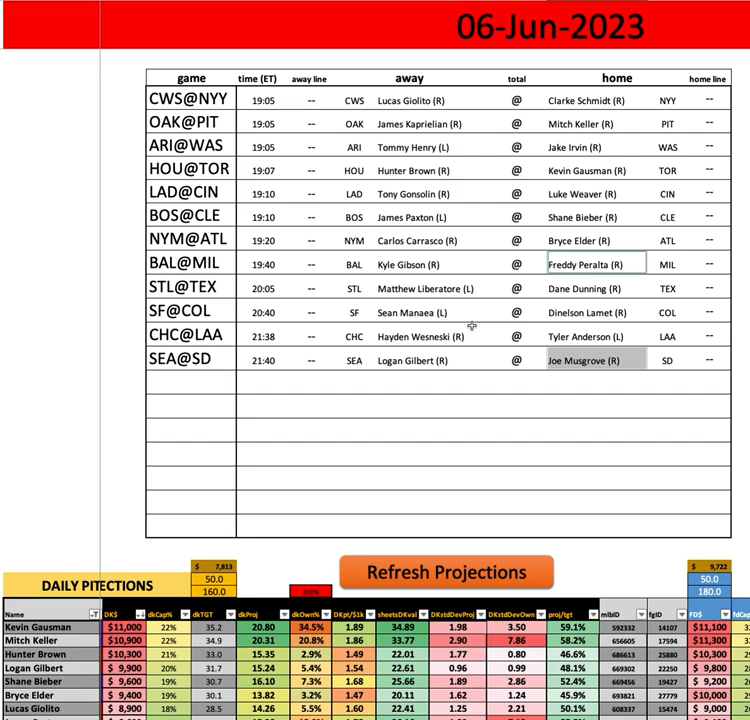 06-Jun-2023
game time (ET) away line away total home home line
CWS@NYY 19:05 -- CWS Lucas Giolito (R) @ Clarke Schmidt (R) NYY --
OAK@PIT 19:05 -- OAK James Kaprielian (R) @ Mitch Keller (R) PIT --
ARI@WAS 19:05 -- ARI Tommy Henry (L) @ Jake Irvin (R) WAS --
HOU@TOR 19:07 -- HOU Hunter Brown (R) @ Kevin Gausman (R) TOR --
LAD@CIN 19:10 -- LAD Tony Gonsolin (R) @ Luke Weaver (R) CIN --
BOS@CLE 19:10 -- BOS James Paxton (L) @ Shane Bieber (R) CLE --
NYM@ATL 19:20 -- NYM Carlos Carrasco (R) @ Bryce Elder (R) ATL --
BAL@MIL 19:40 -- BAL Kyle Gibson (R) @ Freddy Peralta (R) MIL --
STL@TEX 20:05 -- STL Matthew Liberatore (L) @ Dane Dunning (R) TEX --
SF@COL 20:40 -- SF Sean Manaea (L) @ Dinelson Lamet (R) COL --
CHC@LAA 21:38 -- CHC Hayden Wesneski (R) @ Tyler Anderson (L) LAA --
SEA@SD 21:40 -- SEA Logan Gilbert (R) @ Joe Musgrove (R) SD --
$ 7,813 Refresh Projections $ 9,722
DAILY PITECTIONS 50.0 50.0
160.0 180.0
Name DK$ dkCap% dkTGT dkProj dkOwn% DKpt/$1k sheetsDKval DKstdDevProj DKstdDevOwn proj/tgt mlbID fgID FD$
Kevin Gausman $11,000 22% 35.2 20.80 34.5% 1.89 34.89 1.98 3.50 59.1% 592332 14107 $11,100
Mitch Keller $10,900 22% 34.9 20.31 20.8% 1.86 33.77 2.90 7.86 58.2% 656605 17594 $11,300
Hunter Brown $10,300 21% 33.0 15.35 2.9% 1.49 22.01 1.77 0.80 46.6% 686613 25880 $11,300
Logan Gilbert $ 9,900 20% 31.7 15.24 5.4% 1.54 22.61 0.96 0.99 48.1% 669302 22250 $ 9,800
Shane Bieber $ 9,600 19% 30.7 16.10 7.3% 1.68 25.66 1.89 2.86 52.4% 669456 19427 $ 9,200
Bryce Elder $ 9,400 19% 30.1 13.82 3.2% 1.47 20.11 1.62 1.24 45.9% 693821 27779 $10,000
Lucas Giolito $ 8,900 18% 28.5 14.26 5.5% 1.60 22.41 1.25 2.21 50.1% 608337 15474 $ 9,000